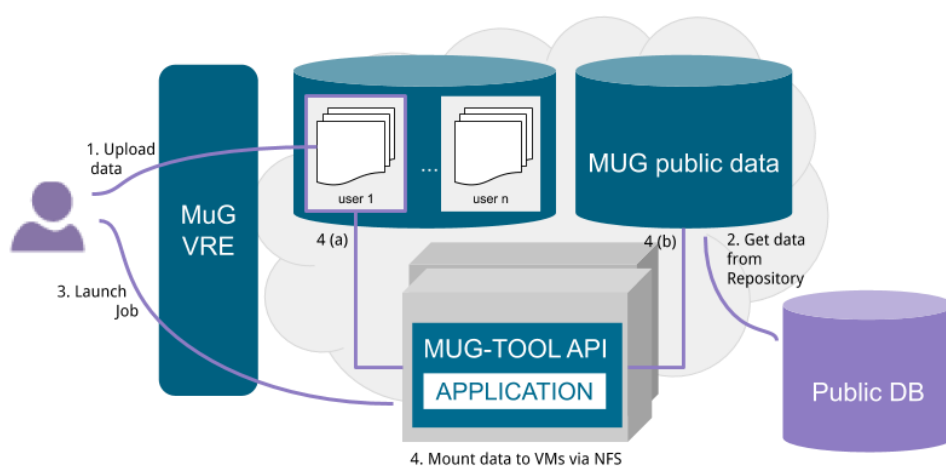 1. Upload
data
MuG
VRE
user 1
...
user n
MUG public data
4 (a)
4 (b)
2. Get data
from
Repository
3. Launch
Job
MUG-TOOL API
APPLICATION
Public DB
4. Mount data to VMs via NFS